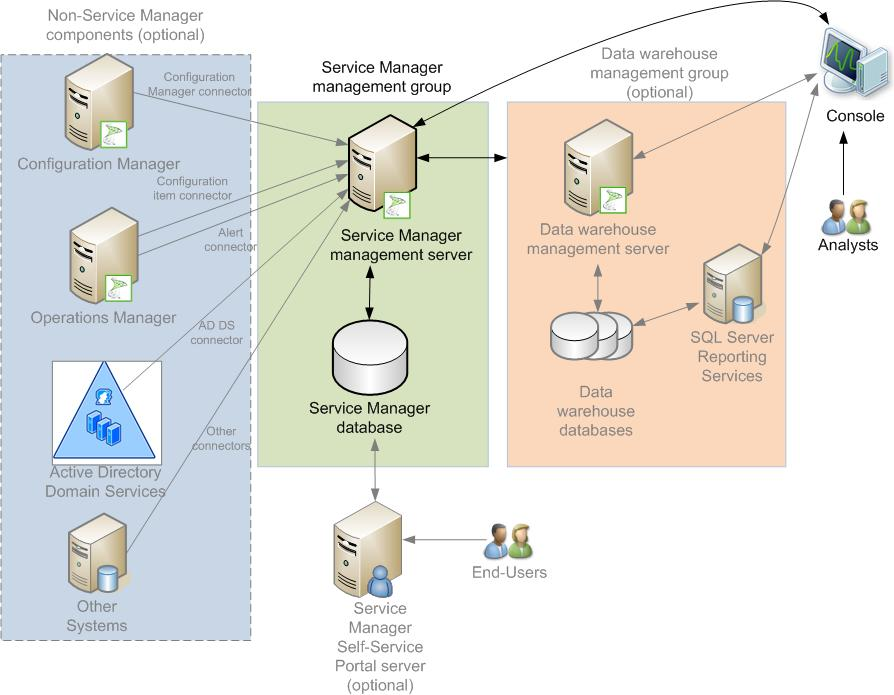 Non-Service Manager
components (optional)
Configuration
Manager connector
Configuration Manager
Configuration
item connector
Alert
connector
Operations Manager
AD DS
connector
Active Directory
Domain Services
Other
connectors
Other
Systems
Service Manager
management group
Service Manager
management server
Service Manager
database
Service
Manager
Self-Service
Portal server
(optional)
End-Users
Data warehouse
management group
(optional)
Data warehouse
management server
Data
warehouse
databases
SQL Server
Reporting
Services
Console
Analysts